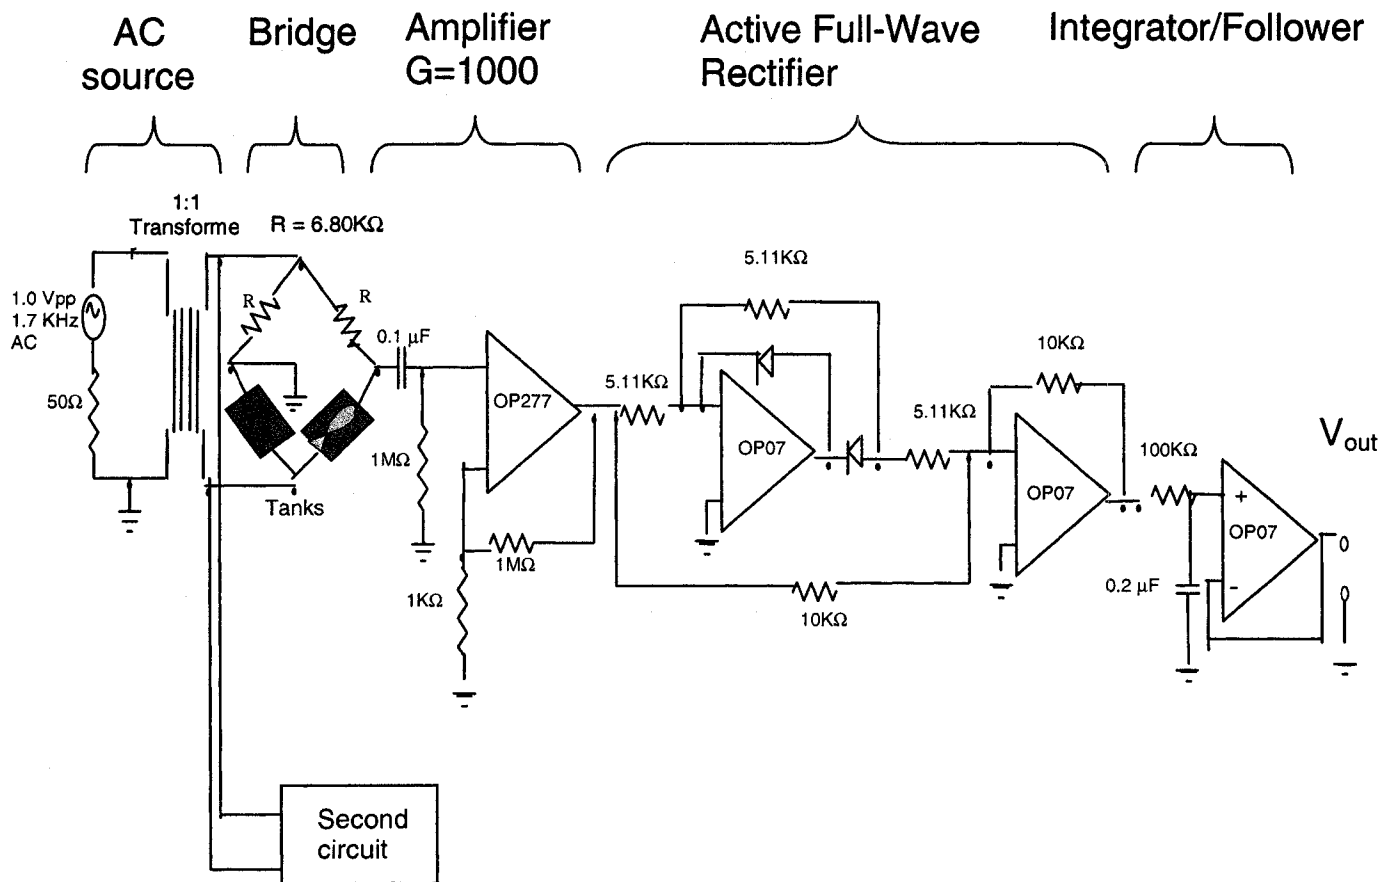 AC
source
Bridge
Amplifier
G=1000
Active Full-Wave
Rectifier
Integrator/Follower
1:1
Transforme
R = 6.80KΩ
1.0 Vpp
1.7 KHz
AC
50Ω
R
R
0.1 µF
OP277
1MΩ
1MΩ
1KΩ
Tanks
5.11KΩ
5.11KΩ
OP07
5.11KΩ
10KΩ
10KΩ
OP07
100KΩ
0.2 µF
+
OP07
-
Vout
Second
circuit